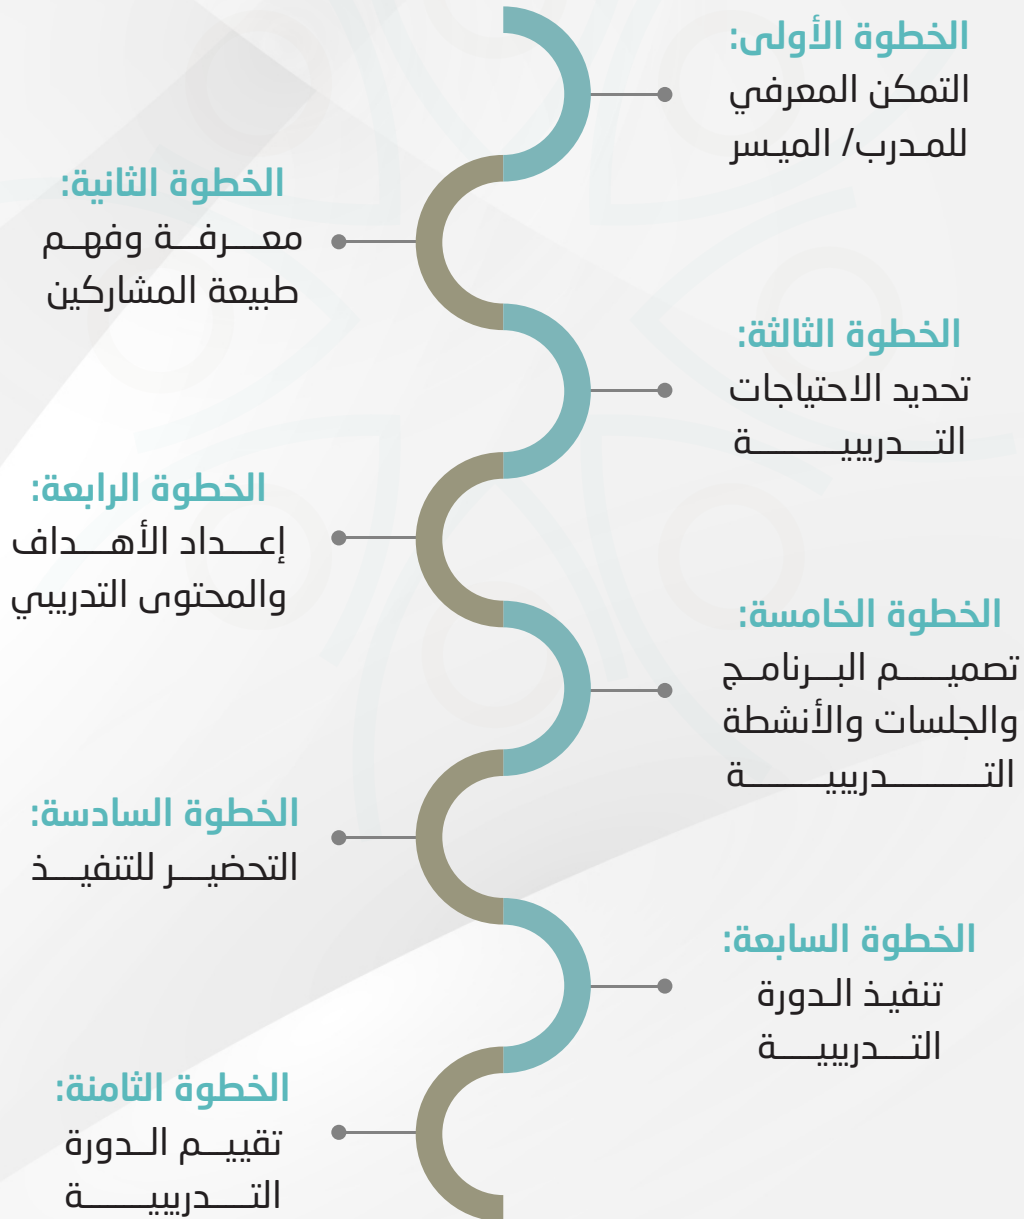 الخطوة الأولى:
التمكن المعرفي
للمدرب/ الميسر
الخطوة الثانية:
معرفة وفهم
طبيعة المشاركين
الخطوة الثالثة:
تحديد الاحتياجات
التدريبية
الخطوة الرابعة:
إعداد الأهداف
والمحتوى التدريبي
الخطوة الخامسة:
تصميم البرنامج
والجلسات والأنشطة
التدريبية
الخطوة السادسة:
التحضير للتنفيذ
الخطوة السابعة:
تنفيذ الدورة
التدريبية
الخطوة الثامنة:
تقييم الدورة
التدريبية